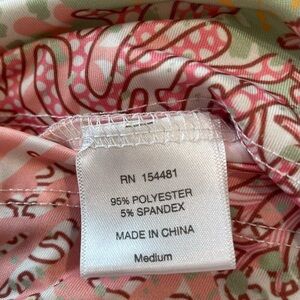 RN 154481
95% POLYESTER
5% SPANDEX
MADE IN CHINA
Medium